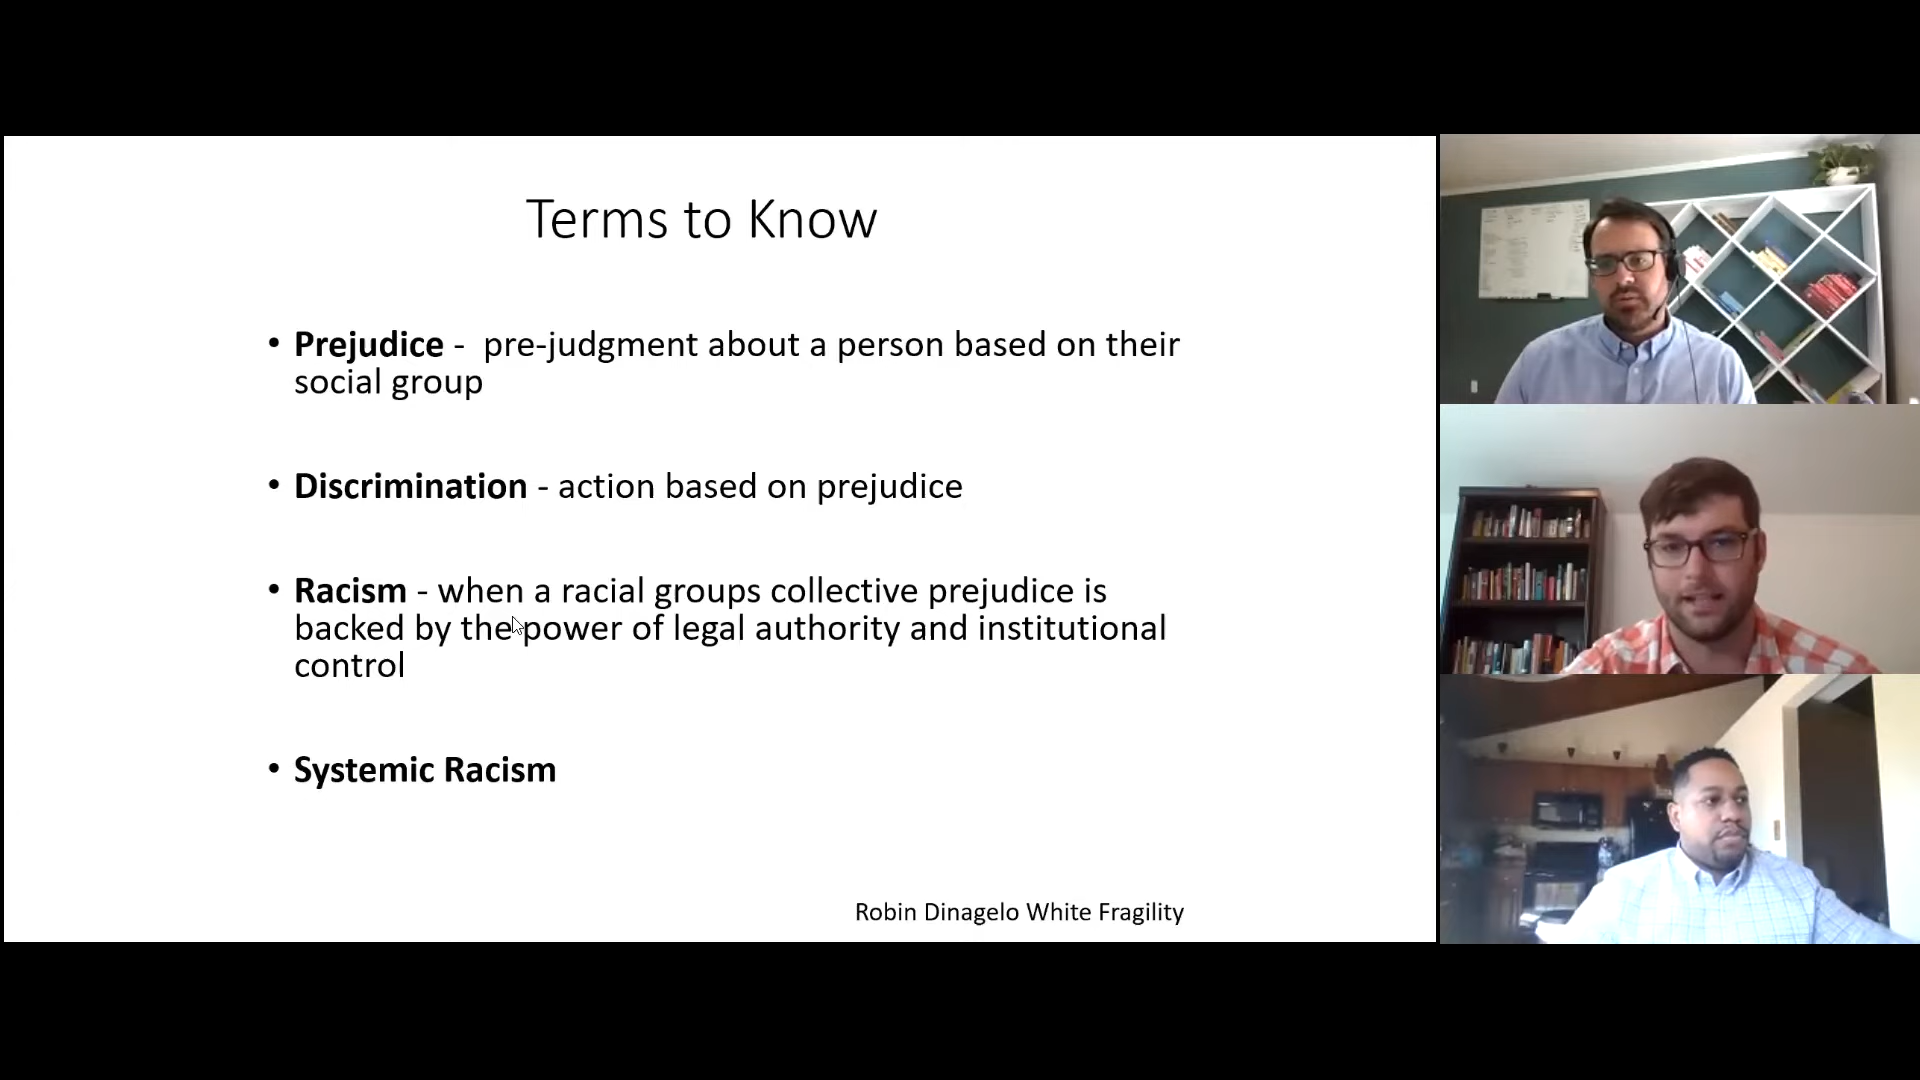 Terms to Know
• Prejudice - pre-judgment about a person based on their
social group
• Discrimination - action based on prejudice
• Racism - when a racial groups collective prejudice is
backed by the power of legal authority and institutional
control
• Systemic Racism
Robin Dinagelo White Fragility